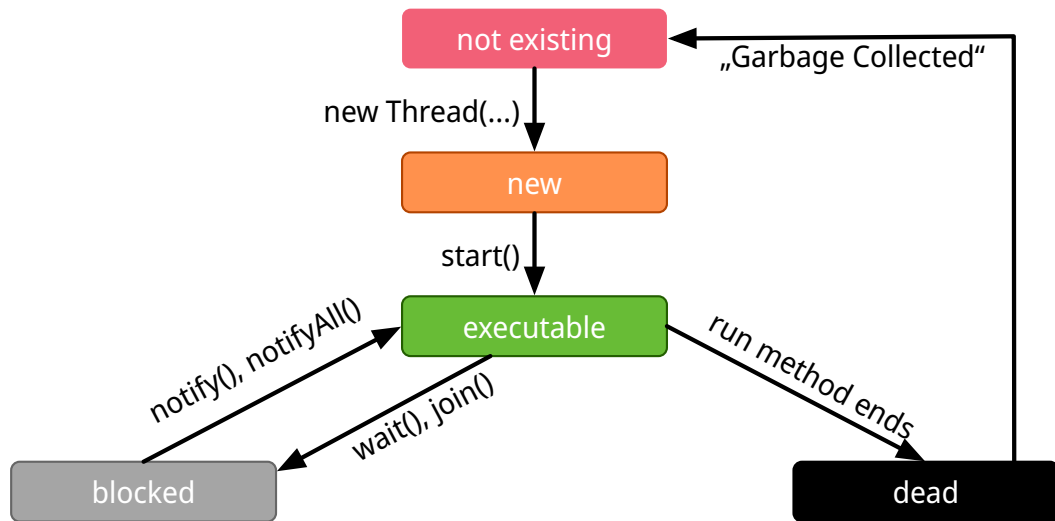 not existing
„Garbage Collected“
new Thread(...)
new
start()
executable
notify(), notifyAll()
wait(), join()
run method ends
blocked
dead